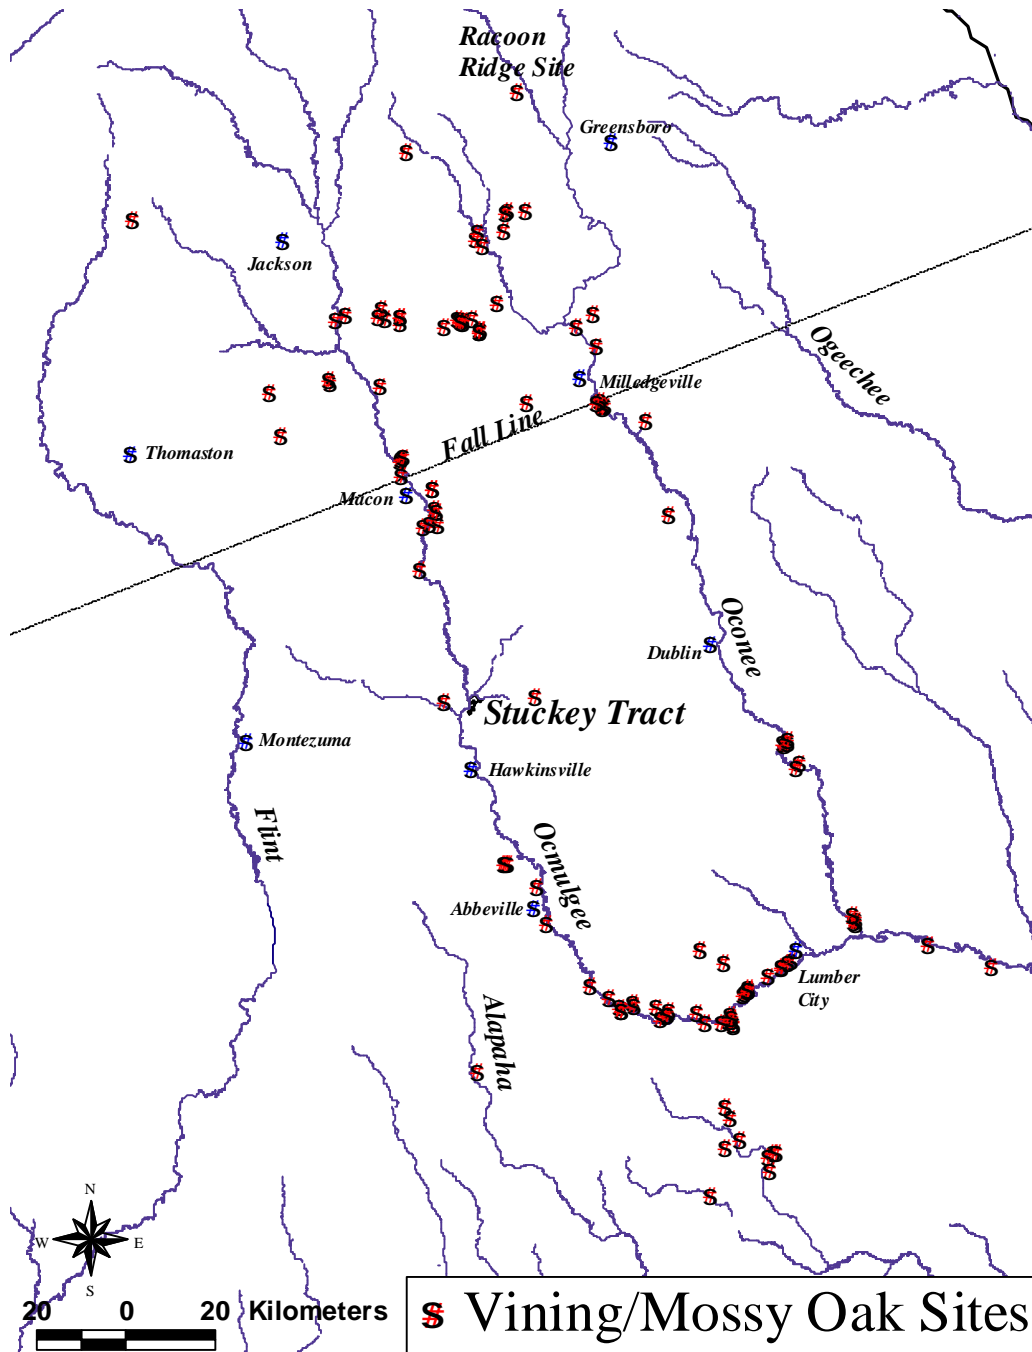 Racoon
Ridge Site
Greensboro
Jackson
Ogeechee
Milledgeville
Fall Line
Thomaston
Macon
Oconee
Dublin
Stuckey Tract
Montezuma
Hawkinsville
Flint
Ocmulgee
Abbeville
Lumber
City
Alapaha
N
W E
S
20 0 20 Kilometers
Vining/Mossy Oak Sites